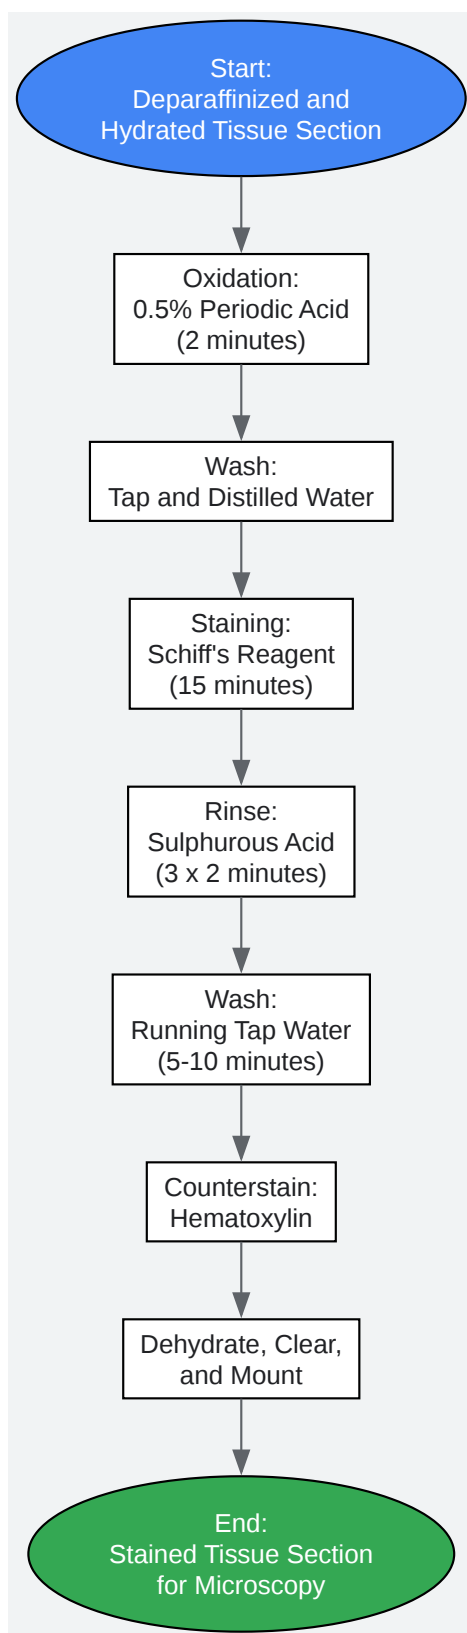 Start:
Deparaffinized and
Hydrated Tissue Section
Oxidation:
0.5% Periodic Acid
(2 minutes)
Wash:
Tap and Distilled Water
Staining:
Schiff's Reagent
(15 minutes)
Rinse:
Sulphurous Acid
(3 x 2 minutes)
Wash:
Running Tap Water
(5-10 minutes)
Counterstain:
Hematoxylin
Dehydrate, Clear,
and Mount
End:
Stained Tissue Section
for Microscopy